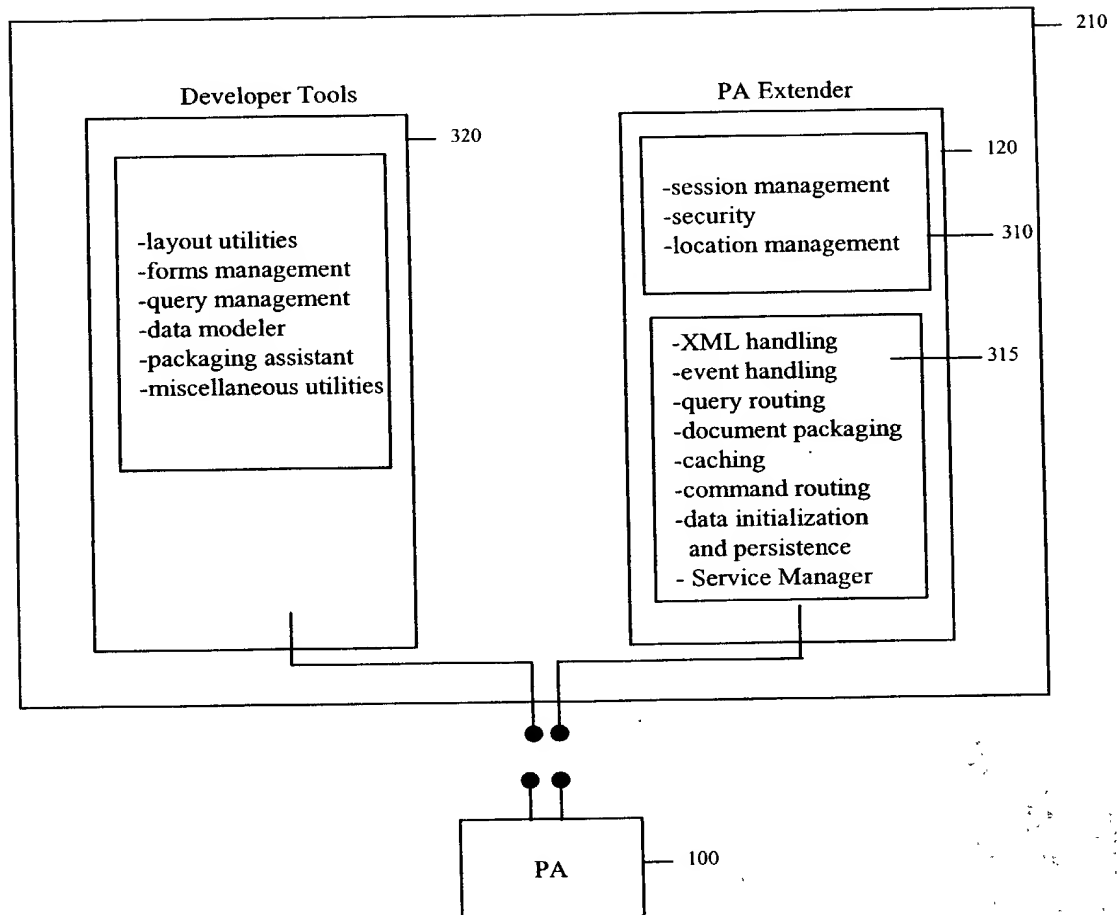 210
Developer Tools
320
-layout utilities
-forms management
-query management
-data modeler
-packaging assistant
-miscellaneous utilities
PA Extender
120
-session management
-security
-location management
310
-XML handling
-event handling
-query routing
-document packaging
-caching
-command routing
-data initialization
and persistence
- Service Manager
315
PA
100